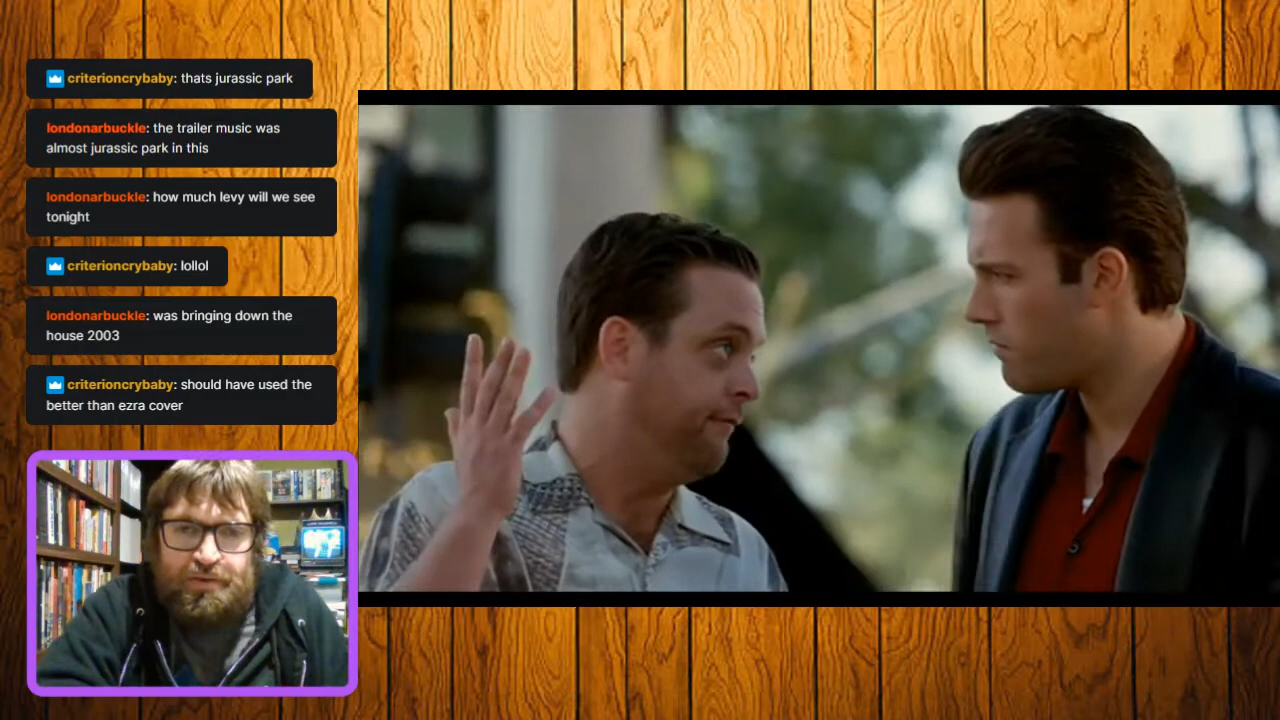 criterioncrybaby: thats jurassic park
londonarbuckle: the trailer music was
almost jurassic park in this
londonarbuckle: how much levy will we see
tonight
criterioncrybaby: lollol
londonarbuckle: was bringing down the
house 2003
criterioncrybaby: should have used the
better than ezra cover